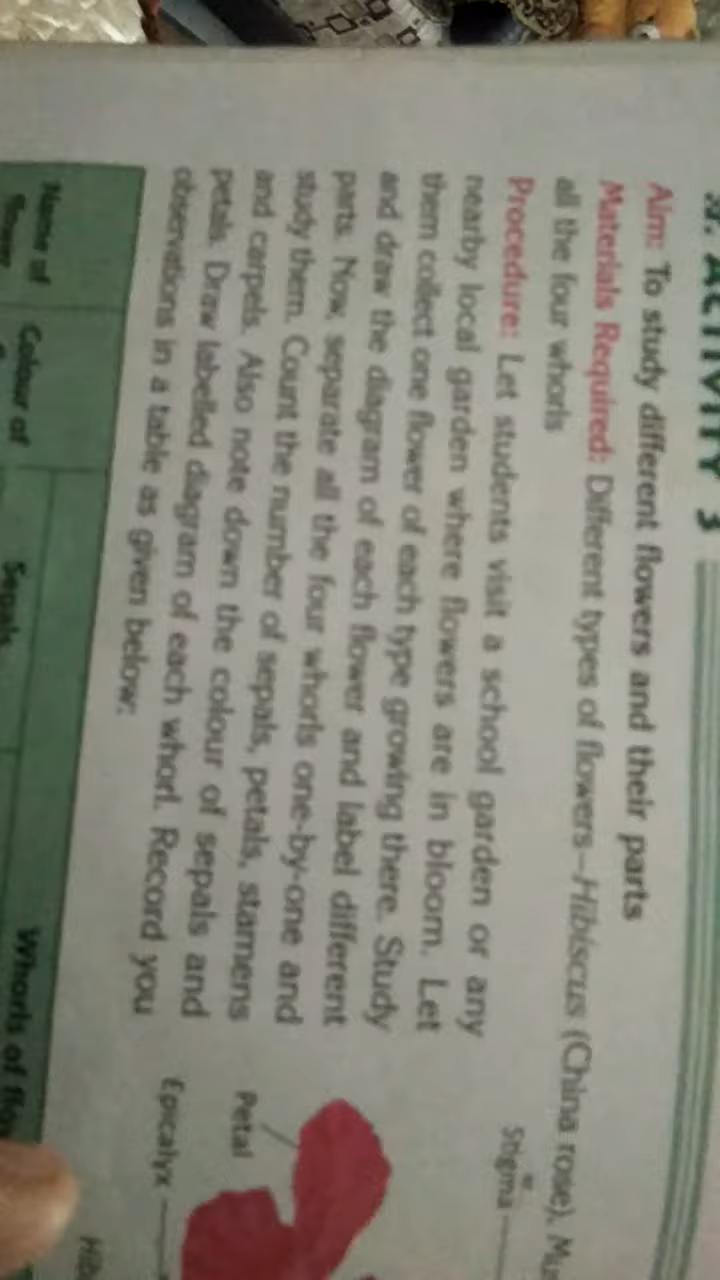 ACTIVITY 3
Aim: To study different flowers and their parts
Materials Required: Different types of flowers–Hibiscus (China rose),
all the four whorls
Procedure: Let students visit a school garden or any
nearby local garden where flowers are in bloom. Let
them collect one flower of each type growing there. Study
and draw the diagram of each flower and label different
parts. Now, separate all the four whorls one-by-one and
study them. Count the number of sepals, petals, stamens
and carpels. Also note down the colour of sepals and
petals. Draw labelled diagram of each whorl. Record you
observations in a table as given below:
Stigma
Petal
Epicalyx
Name of
flower
Colour of
Sepals
Whorls of